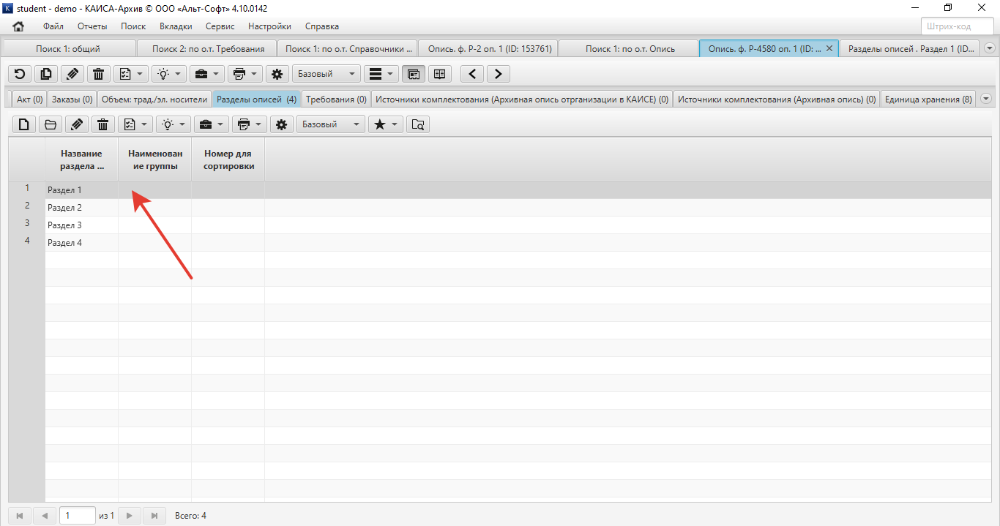 student - demo - КАИСА-Архив © ООО «Альт-Софт» 4.10.0142
Файл Отчеты Поиск Вкладки Сервис Настройки Справка Штрих-код
Поиск 1: общий Поиск 2: по о.т. Требования Поиск 1: по о.т. Справочники ... Опись. ф. Р-2 оп. 1 (ID: 153761) Поиск 1: по о.т. Опись Опись. ф. Р-4580 оп. 1 (ID: ... Разделы описей . Раздел 1 (ID...
Базовый
Акт (0) Заказы (0) Объем: трад./эл. носители Разделы описей (4) Требования (0) Источники комплектования (Архивная опись отрганизации в КАИСЕ) (0) Источники комплектования (Архивная опись) (0) Единица хранения (8)
Базовый
Название раздела ... Наименование группы Номер для сортировки
1 Раздел 1
2 Раздел 2
3 Раздел 3
4 Раздел 4
1 из 1 Всего: 4